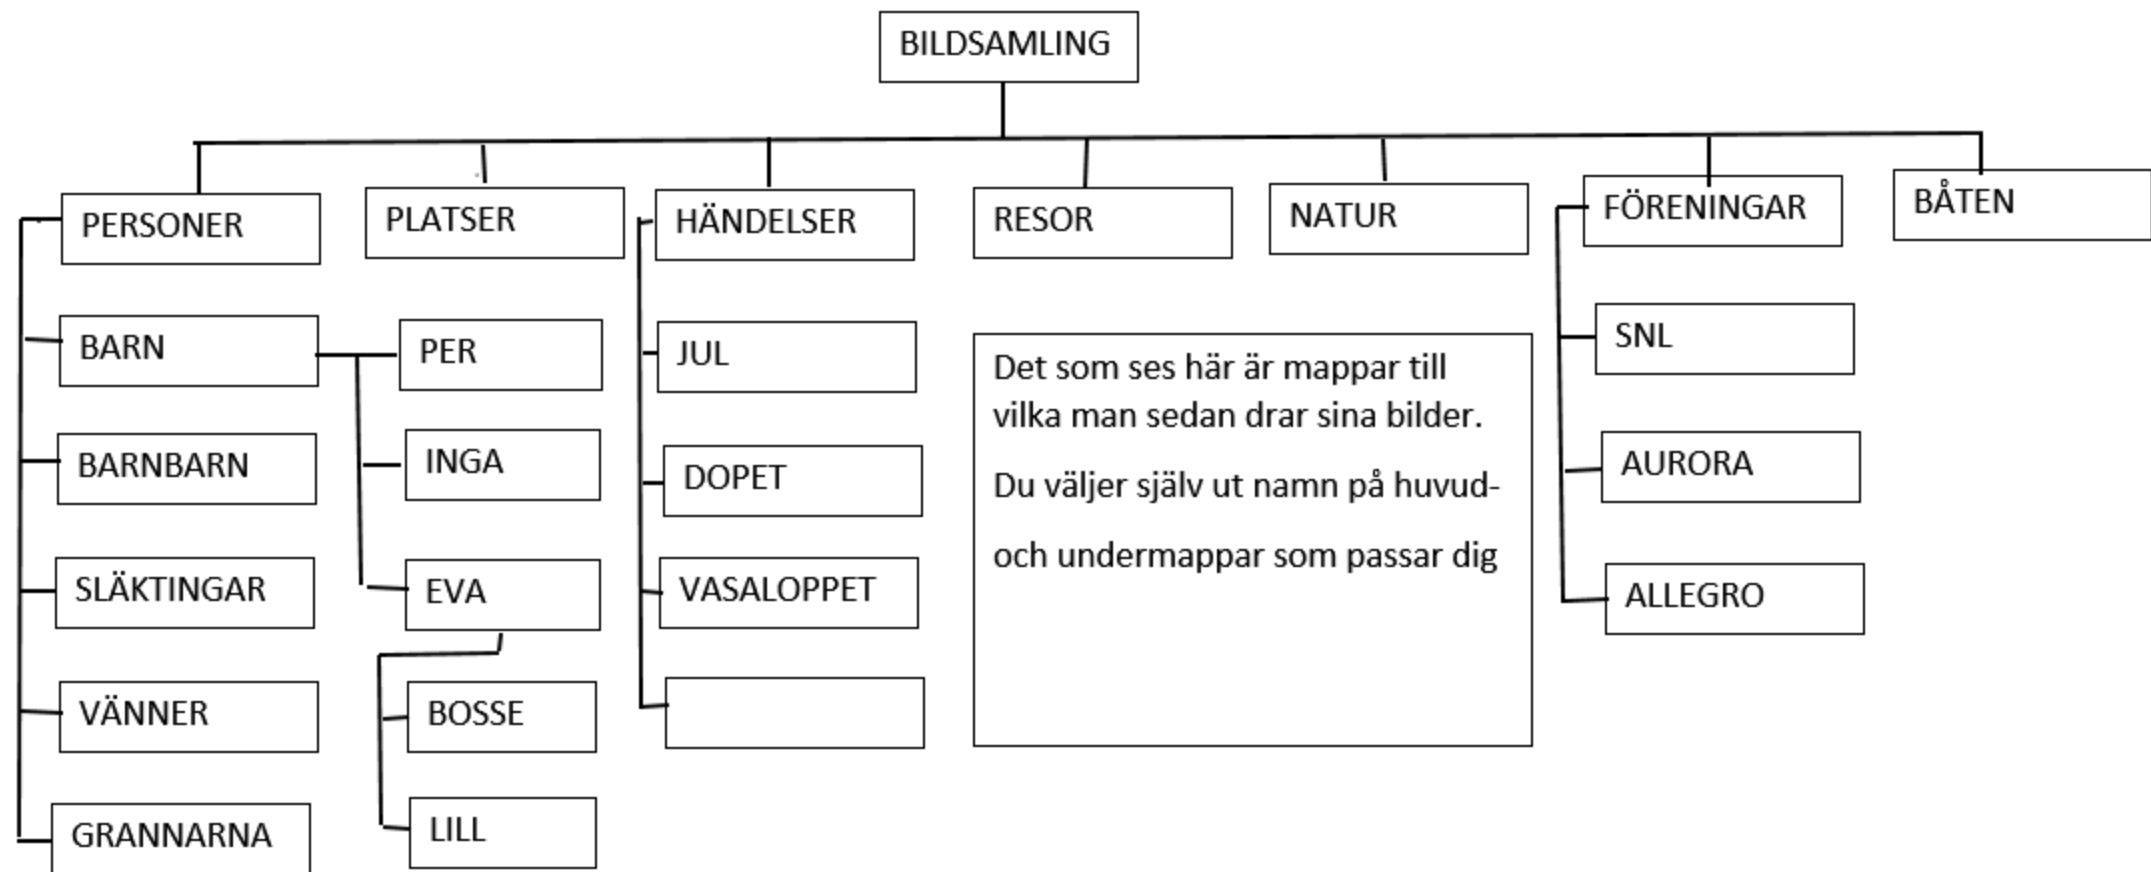 BILDSAMLING
PERSONER
PLATSER
HÄNDELSER
RESOR
NATUR
FÖRENINGAR
BÅTEN
BARN
BARNBARN
SLÄKTINGAR
VÄNNER
GRANNARNA
PER
INGA
EVA
BOSSE
LILL
JUL
DOPET
VASALOPPET
Det som ses här är mappar till
vilka man sedan drar sina bilder.
Du väljer själv ut namn på huvud-
och undermappar som passar dig
SNL
AURORA
ALLEGRO